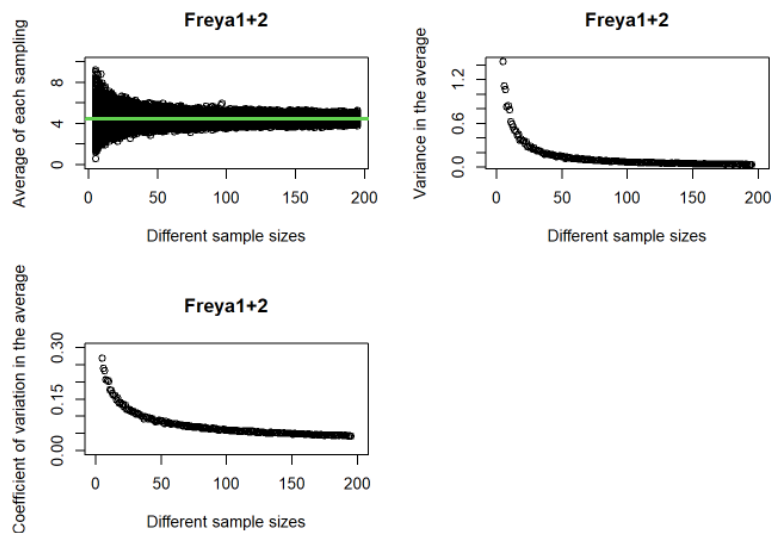 Freya1+2
Average of each sampling
8
4
0
0 50 100 150 200
Different sample sizes
Freya1+2
Variance in the average
1.2
0.6
0.0
0 50 100 150 200
Different sample sizes
Freya1+2
Coefficient of variation in the average
0.30
0.15
0.00
0 50 100 150 200
Different sample sizes